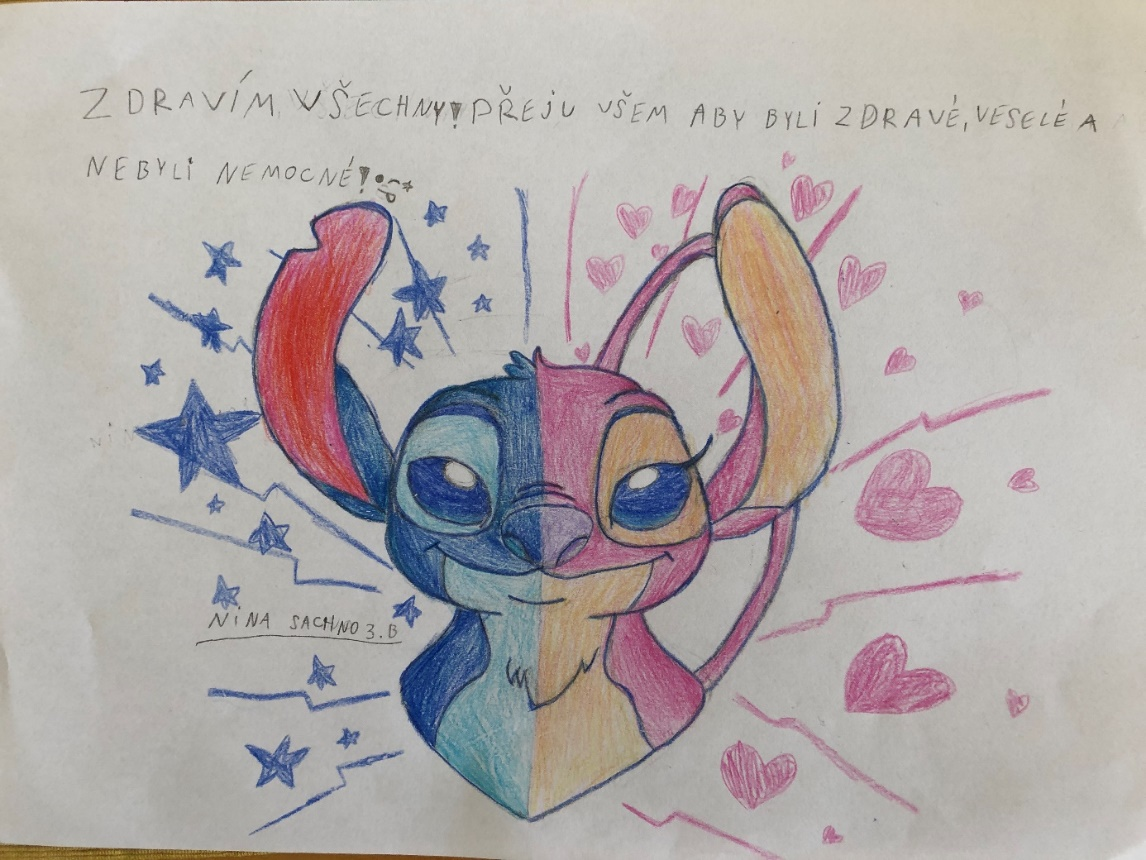 ZDRAVÍM VŠECHNY! PŘEJU VŠEM ABY BYLI ZDRAVÉ, VESELÉ A
NEBYLI NEMOCNÉ!
NINA SACHNO 3.B